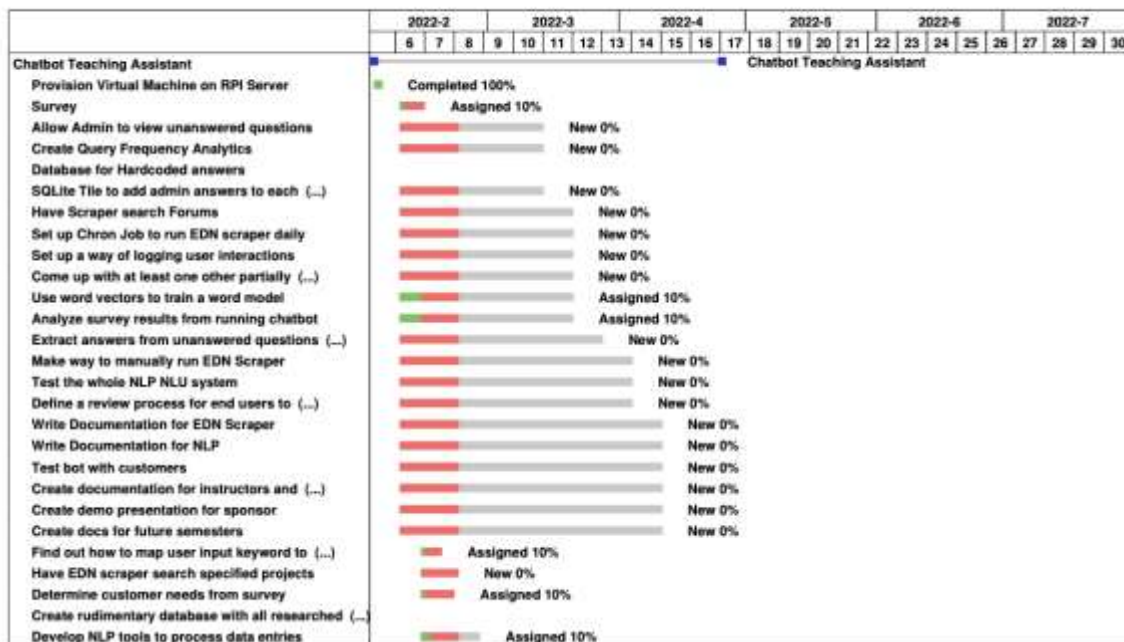 2022-2 2022-3 2022-4 2022-5 2022-6 2022-7
6 7 8 9 10 11 12 13 14 15 16 17 18 19 20 21 22 23 24 25 26 27 28 29 30
Chatbot Teaching Assistant Chatbot Teaching Assistant
Provision Virtual Machine on RPI Server Completed 100%
Survey Assigned 10%
Allow Admin to view unanswered questions New 0%
Create Query Frequency Analytics New 0%
Database for Hardcoded answers
SQLite Tile to add admin answers to each (...) New 0%
Have Scraper search Forums New 0%
Set up Chron Job to run EDN scraper daily New 0%
Set up a way of logging user interactions New 0%
Come up with at least one other partially (...) New 0%
Use word vectors to train a word model Assigned 10%
Analyze survey results from running chatbot Assigned 10%
Extract answers from unanswered questions (...) New 0%
Make way to manually run EDN Scraper New 0%
Test the whole NLP NLU system New 0%
Define a review process for end users to (...) New 0%
Write Documentation for EDN Scraper New 0%
Write Documentation for NLP New 0%
Test bot with customers New 0%
Create documentation for instructors and (...) New 0%
Create demo presentation for sponsor New 0%
Create docs for future semesters New 0%
Find out how to map user input keyword to (...) Assigned 10%
Have EDN scraper search specified projects New 0%
Determine customer needs from survey Assigned 10%
Create rudimentary database with all researched (...)
Develop NLP tools to process data entries Assigned 10%